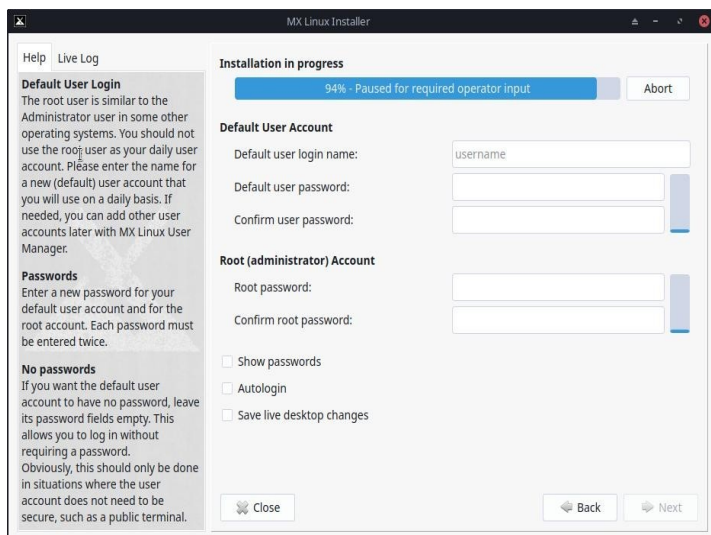 MX Linux Installer
Help
Live Log
Default User Login
The root user is similar to the
Administrator user in some other
operating systems. You should not
use the root user as your daily user
account. Please enter the name for
a new (default) user account that
you will use on a daily basis. If
needed, you can add other user
accounts later with MX Linux User
Manager.
Passwords
Enter a new password for your
default user account and for the
root account. Each password must
be entered twice.
No passwords
If you want the default user
account to have no password, leave
its password fields empty. This
allows you to log in without
requiring a password.
Obviously, this should only be done
in situations where the user
account does not need to be
secure, such as a public terminal.
Installation in progress
94% - Paused for required operator input
Abort
Default User Account
Default user login name:
username
Default user password:
Confirm user password:
Root (administrator) Account
Root password:
Confirm root password:
Show passwords
Autologin
Save live desktop changes
Close
Back
Next